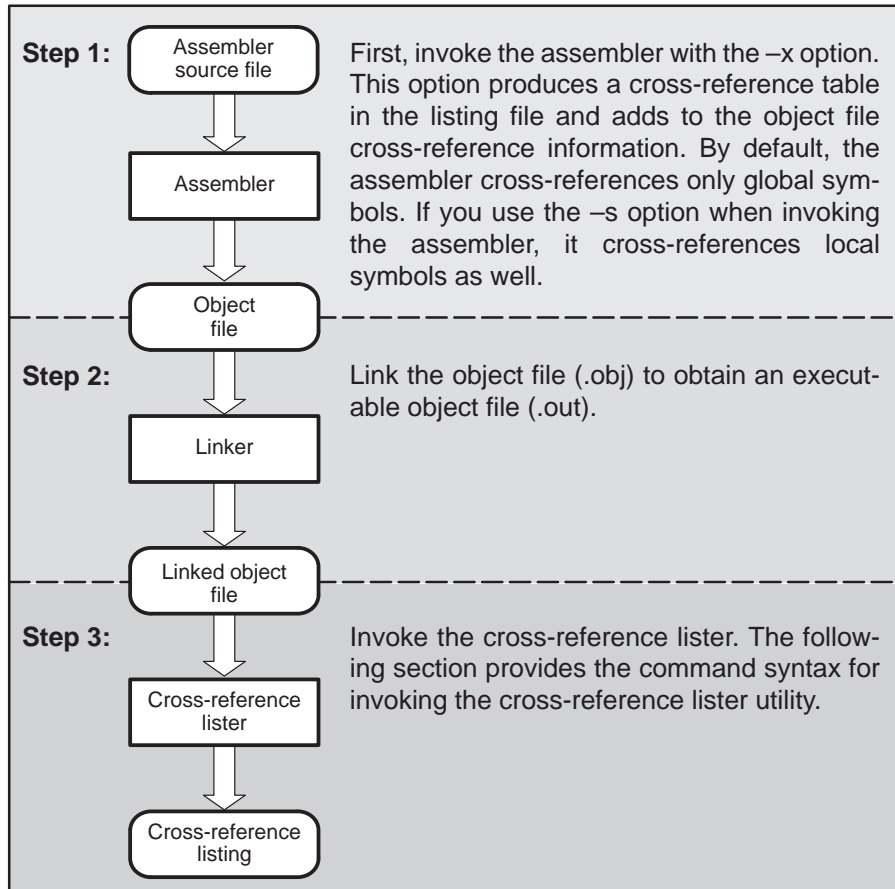 Step 1:
Assembler
source file
Assembler
Object
file
First, invoke the assembler with the –x option.
This option produces a cross-reference table
in the listing file and adds to the object file
cross-reference information. By default, the
assembler cross-references only global sym-
bols. If you use the –s option when invoking
the assembler, it cross-references local
symbols as well.
Step 2:
Linker
Linked object
file
Link the object file (.obj) to obtain an execut-
able object file (.out).
Step 3:
Cross-reference
lister
Cross-reference
listing
Invoke the cross-reference lister. The follow-
ing section provides the command syntax for
invoking the cross-reference lister utility.